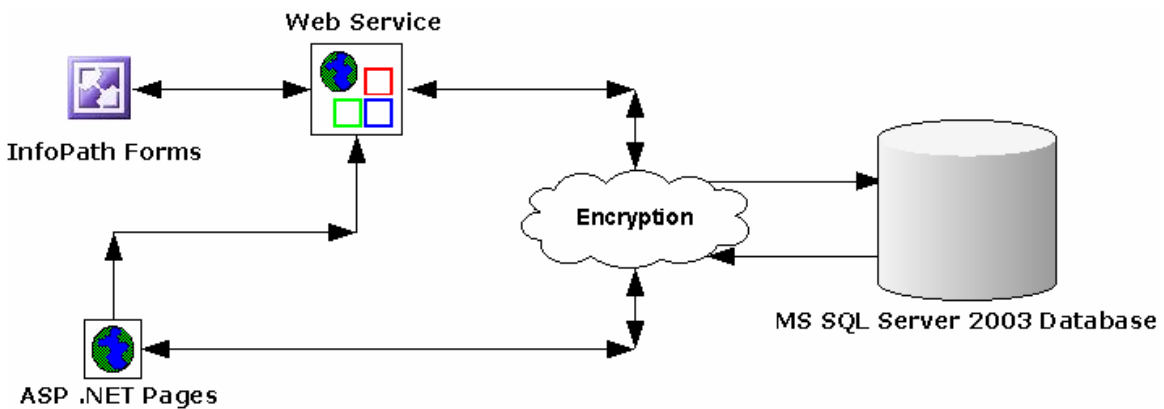 Web Service
InfoPath Forms
Encryption
MS SQL Server 2003 Database
ASP .NET Pages